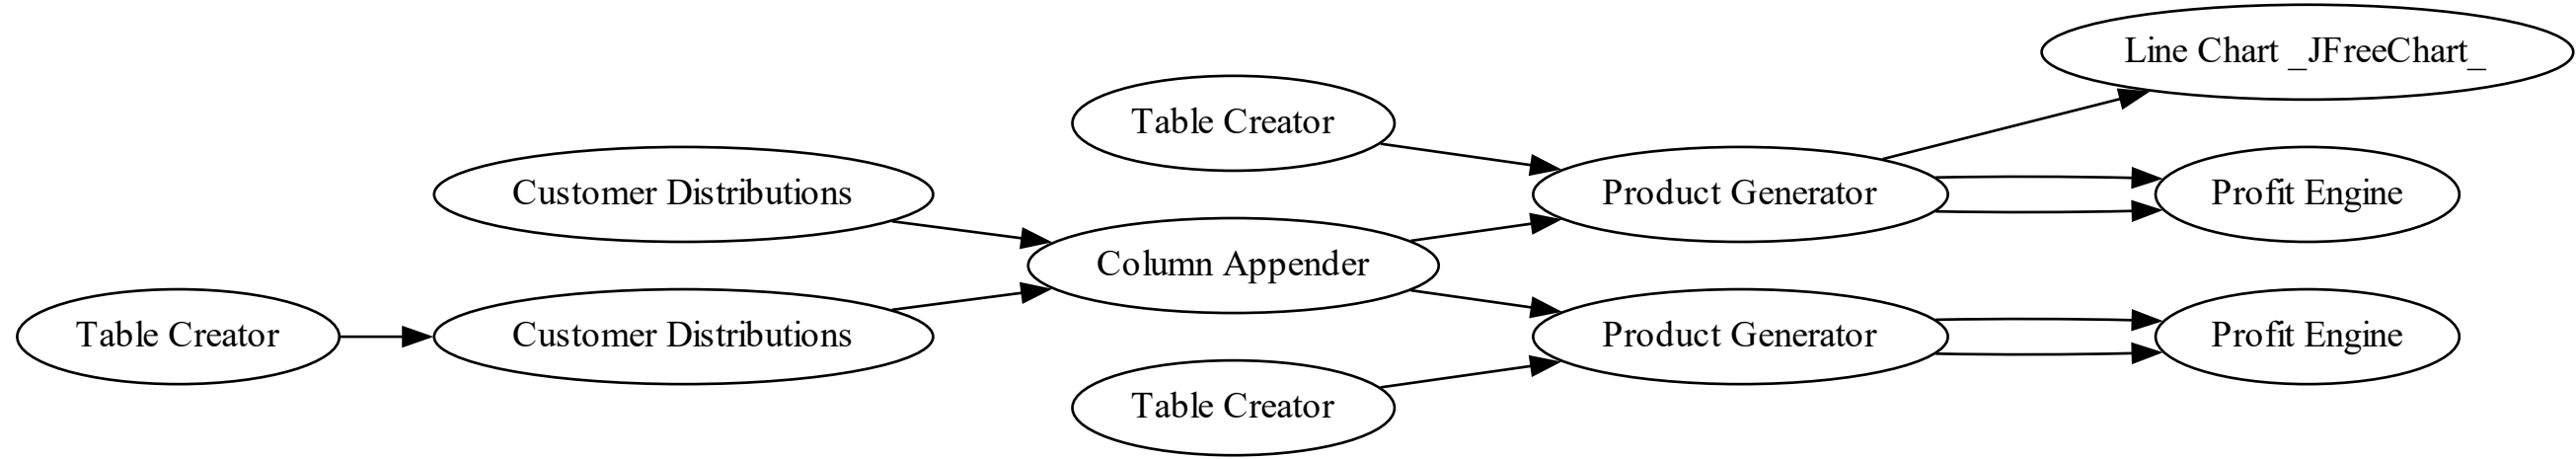 Line Chart _JFreeChart_
Table Creator
Customer Distributions
Product Generator
Profit Engine
Column Appender
Table Creator
Customer Distributions
Product Generator
Profit Engine
Table Creator